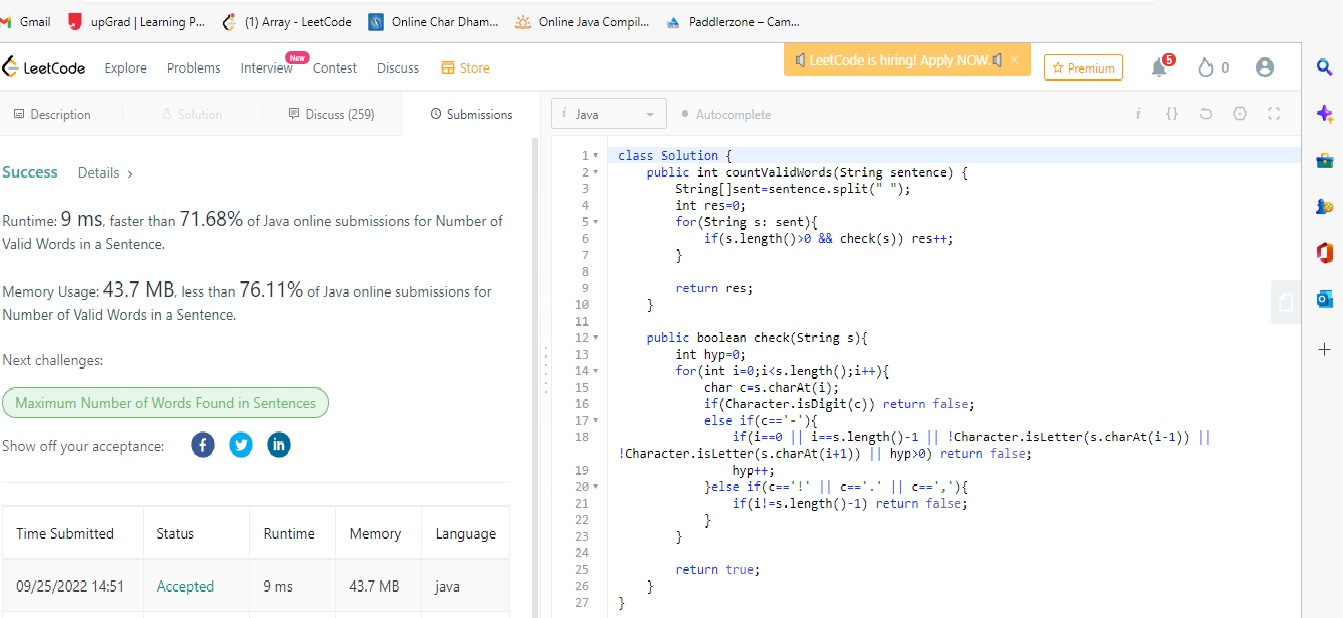 Gmail upGrad | Learning P... (1) Array - LeetCode Online Char Dham... Online Java Compil... Paddlerzone – Cam...
LeetCode Explore Problems Interview New Contest Discuss Store LeetCode is hiring! Apply NOW. × Premium 5 0
Description Solution Discuss (259) Submissions
i Java Autocomplete i {}
Success Details ›
Runtime: 9 ms, faster than 71.68% of Java online submissions for Number of
Valid Words in a Sentence.
Memory Usage: 43.7 MB, less than 76.11% of Java online submissions for
Number of Valid Words in a Sentence.
Next challenges:
Maximum Number of Words Found in Sentences
Show off your acceptance:
Time Submitted Status Runtime Memory Language
09/25/2022 14:51 Accepted 9 ms 43.7 MB java
1 class Solution {
2 public int countValidWords(String sentence) {
3 String[]sent=sentence.split(" ");
4 int res=0;
5 for(String s: sent){
6 if(s.length()>0 && check(s)) res++;
7 }
8
9 return res;
10 }
11
12 public boolean check(String s){
13 int hyp=0;
14 for(int i=0;i<s.length();i++){
15 char c=s.charAt(i);
16 if(Character.isDigit(c)) return false;
17 else if(c=='-'){
18 if(i==0 || i==s.length()-1 || !Character.isLetter(s.charAt(i-1)) ||
!Character.isLetter(s.charAt(i+1)) || hyp>0) return false;
19 hyp++;
20 }else if(c=='!' || c=='.' || c==','){
21 if(i!=s.length()-1) return false;
22 }
23 }
24
25 return true;
26 }
27 }